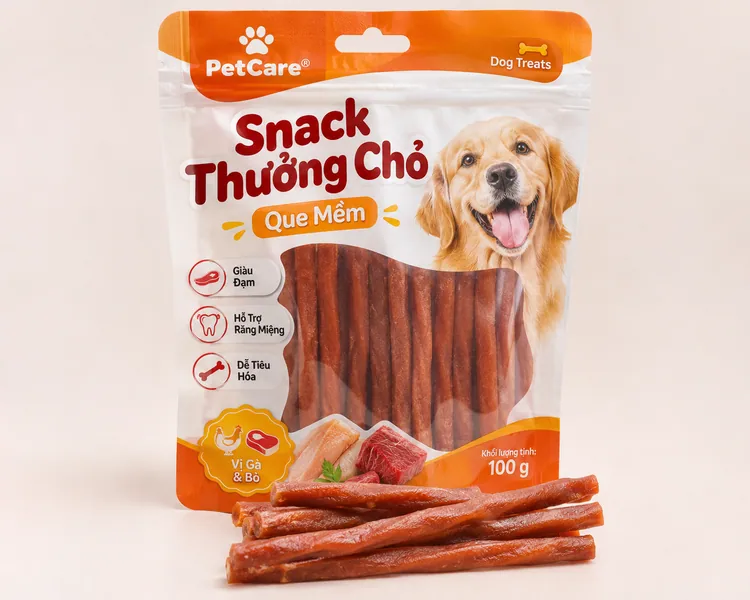 PetCare®
Dog Treats
Snack
Thưởng Chó
Que Mềm
Giàu
Đạm
Hỗ Trợ
Răng Miệng
Dễ Tiêu
Hóa
Vị Gà
& Bò
Khối lượng tịnh:
100 g